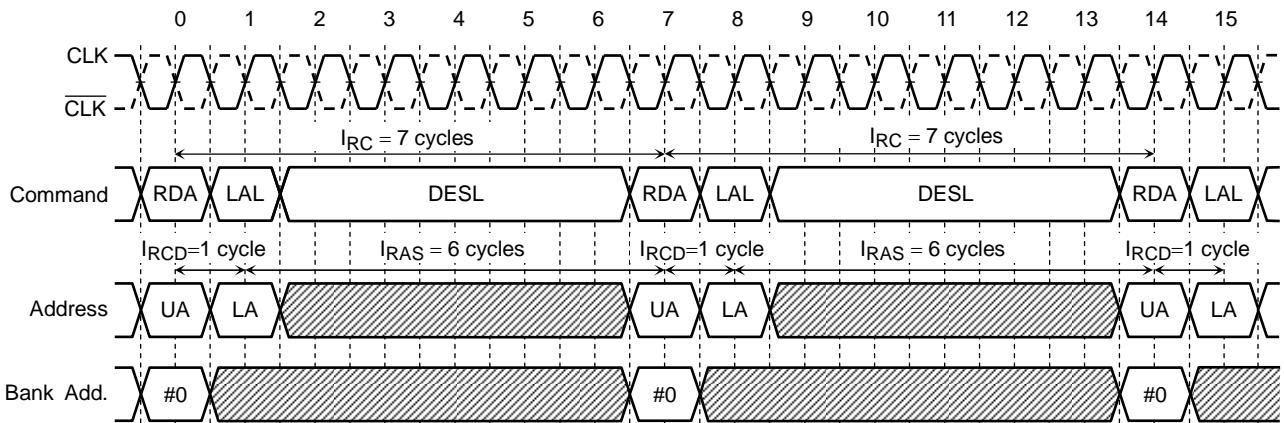 0 1 2 3 4 5 6 7 8 9 10 11 12 13 14 15
CLK
CLK
IRC = 7 cycles IRC = 7 cycles
Command RDA LAL DESL RDA LAL DESL RDA LAL
IRCD=1 cycle IRAS = 6 cycles IRCD=1 cycle IRAS = 6 cycles IRCD=1 cycle
Address UA LA UA LA UA LA
Bank Add. #0 #0 #0